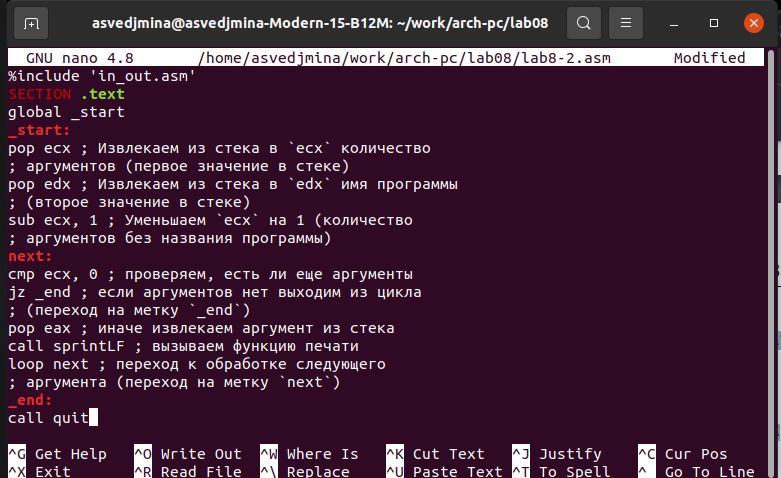 asvedjmina@asvedjmina-Modern-15-B12M: ~/work/arch-pc/lab08
GNU nano 4.8 /home/asvedjmina/work/arch-pc/lab08/lab8-2.asm Modified
%include 'in_out.asm'
SECTION .text
global _start
_start:
pop ecx ; Извлекаем из стека в `ecx` количество
; аргументов (первое значение в стеке)
pop edx ; Извлекаем из стека в `edx` имя программы
; (второе значение в стеке)
sub ecx, 1 ; Уменьшаем `ecx` на 1 (количество
; аргументов без названия программы)
next:
cmp ecx, 0 ; проверяем, есть ли еще аргументы
jz _end ; если аргументов нет выходим из цикла
; (переход на метку `_end`)
pop eax ; иначе извлекаем аргумент из стека
call sprintLF ; вызываем функцию печати
loop next ; переход к обработке следующего
; аргумента (переход на метку `next`)
_end:
call quit
^G Get Help ^O Write Out ^W Where Is ^K Cut Text ^J Justify ^C Cur Pos
^X Exit ^R Read File ^\ Replace ^U Paste Text ^T To Spell ^_ Go To Line